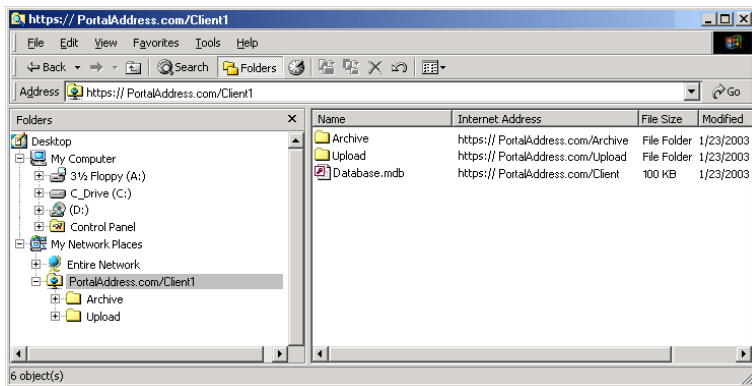 https:// PortalAddress.com/Client1
File Edit View Favorites Tools Help
Back Search Folders
Address https:// PortalAddress.com/Client1 Go
Folders
Name Internet Address File Size Modified
Desktop
My Computer
3½ Floppy (A:)
C_Drive (C:)
(D:)
Control Panel
My Network Places
Entire Network
PortalAddress.com/Client1
Archive
Upload
Archive https:// PortalAddress.com/Archive File Folder 1/23/2003
Upload https:// PortalAddress.com/Upload File Folder 1/23/2003
Database.mdb https:// PortalAddress.com/Client 100 KB 1/23/2003
6 object(s)